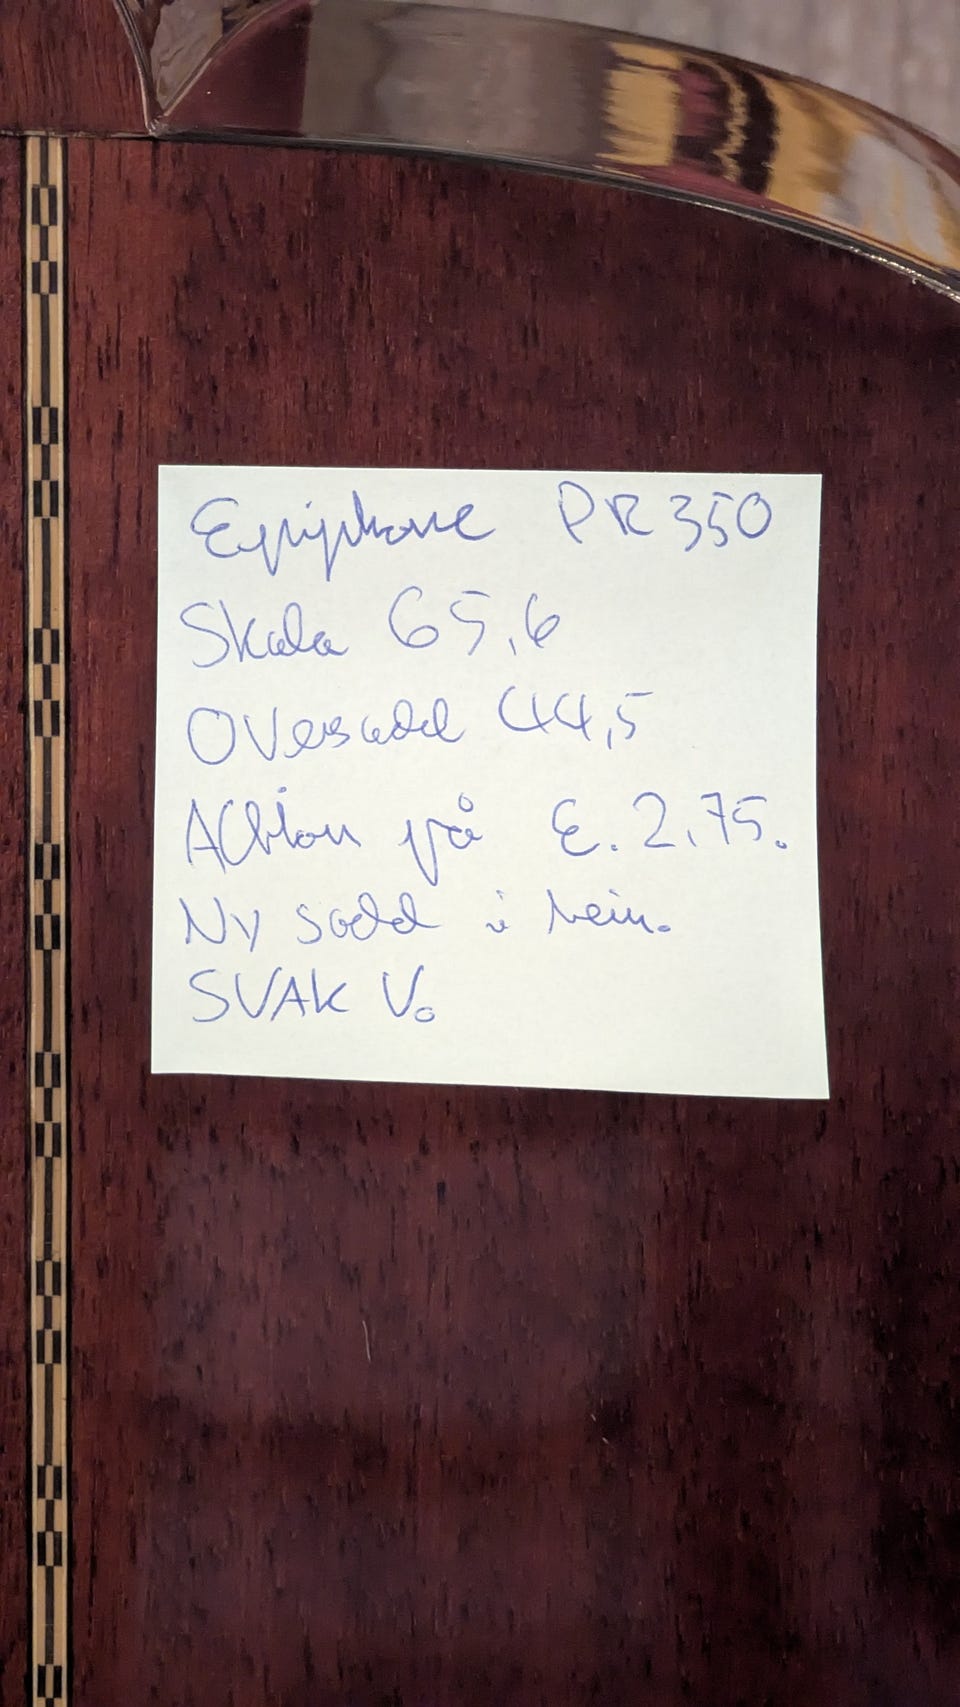 Epiphone PR350
Skala 65,6
Oversadel 44,5
Action på E. 2.75.
Ny sadel i bein.
SVAK V.